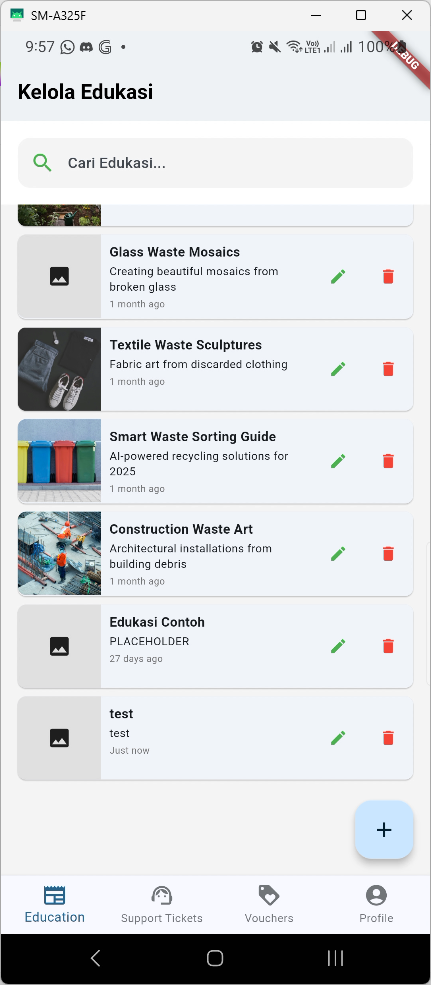 SM-A325F
9:57
Vo))
LTE1
100%
DEBUG
Kelola Edukasi
Cari Edukasi...
Glass Waste Mosaics
Creating beautiful mosaics from
broken glass
1 month ago
Textile Waste Sculptures
Fabric art from discarded clothing
1 month ago
Smart Waste Sorting Guide
AI-powered recycling solutions for
2025
1 month ago
Construction Waste Art
Architectural installations from
building debris
1 month ago
Edukasi Contoh
PLACEHOLDER
27 days ago
test
test
Just now
Education
Support Tickets
Vouchers
Profile